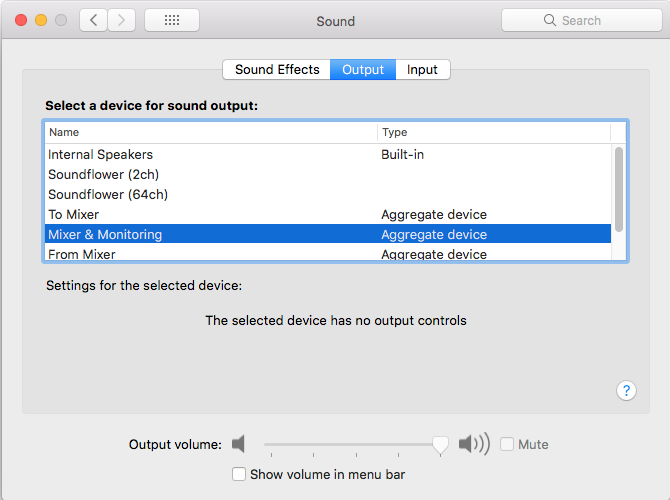 Sound
Search
Sound Effects Output Input
Select a device for sound output:
Name Type
Internal Speakers Built-in
Soundflower (2ch)
Soundflower (64ch)
To Mixer Aggregate device
Mixer & Monitoring Aggregate device
From Mixer Aggregate device
Settings for the selected device:
The selected device has no output controls
?
Output volume: Mute
Show volume in menu bar